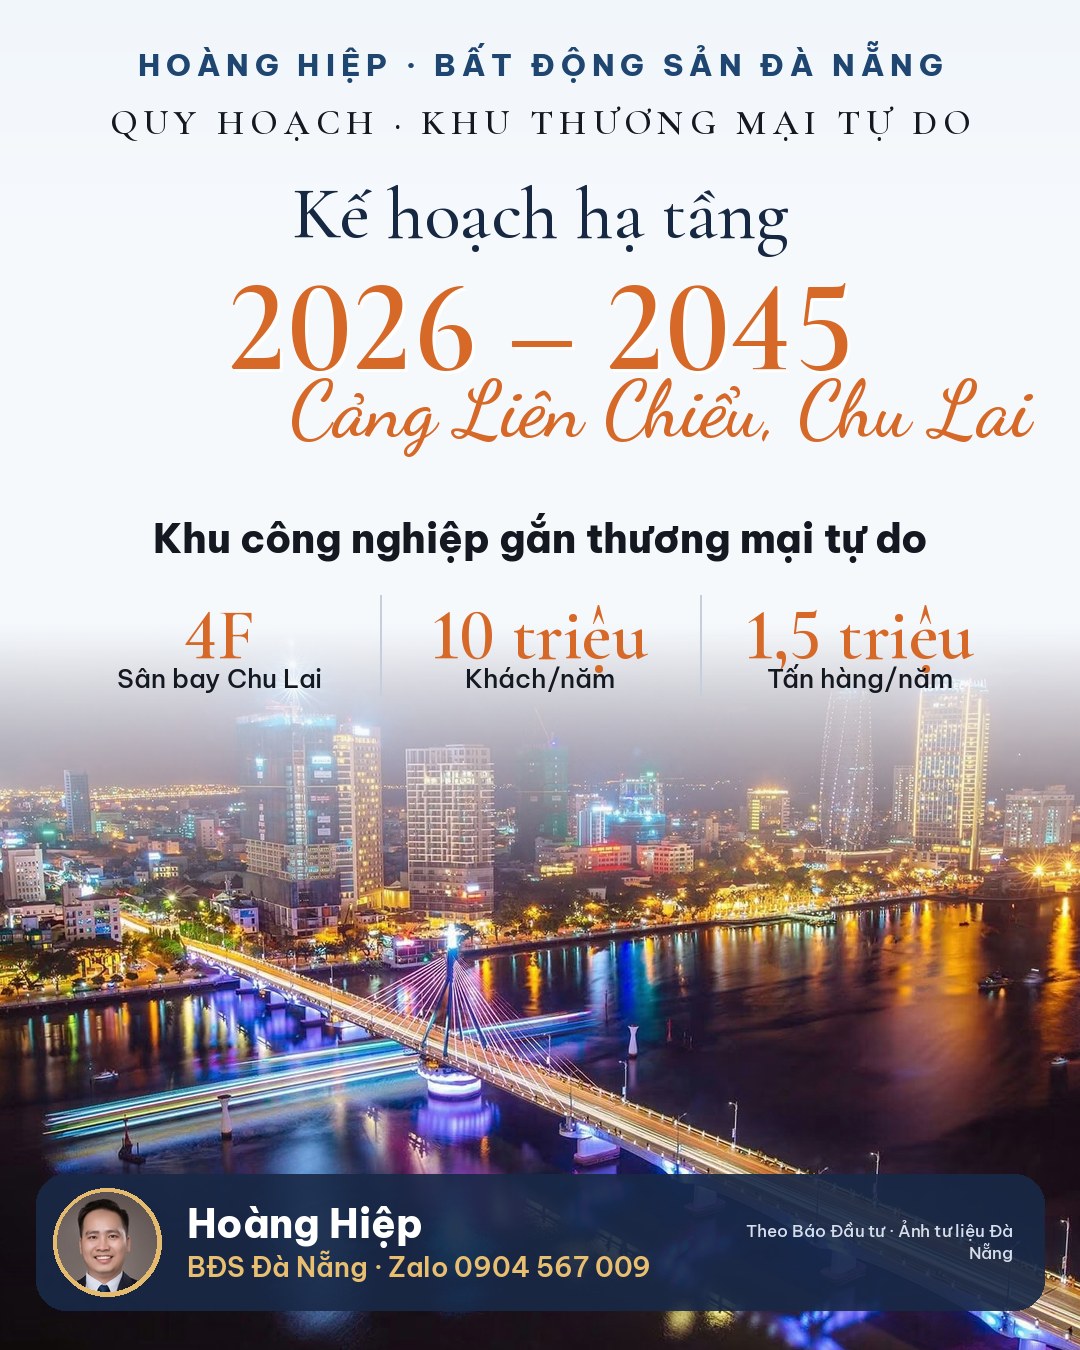 HOÀNG HIỆP · BẤT ĐỘNG SẢN ĐÀ NẴNG
QUY HOẠCH · KHU THƯƠNG MẠI TỰ DO
Kế hoạch hạ tầng
2026 – 2045
Cảng Liên Chiểu, Chu Lai
Khu công nghiệp gắn thương mại tự do
4F
Sân bay Chu Lai
10 triệu
Khách/năm
1,5 triệu
Tấn hàng/năm
Hoàng Hiệp
BĐS Đà Nẵng · Zalo 0904 567 009
Theo Báo Đầu tư · Ảnh tư liệu Đà
Nẵng